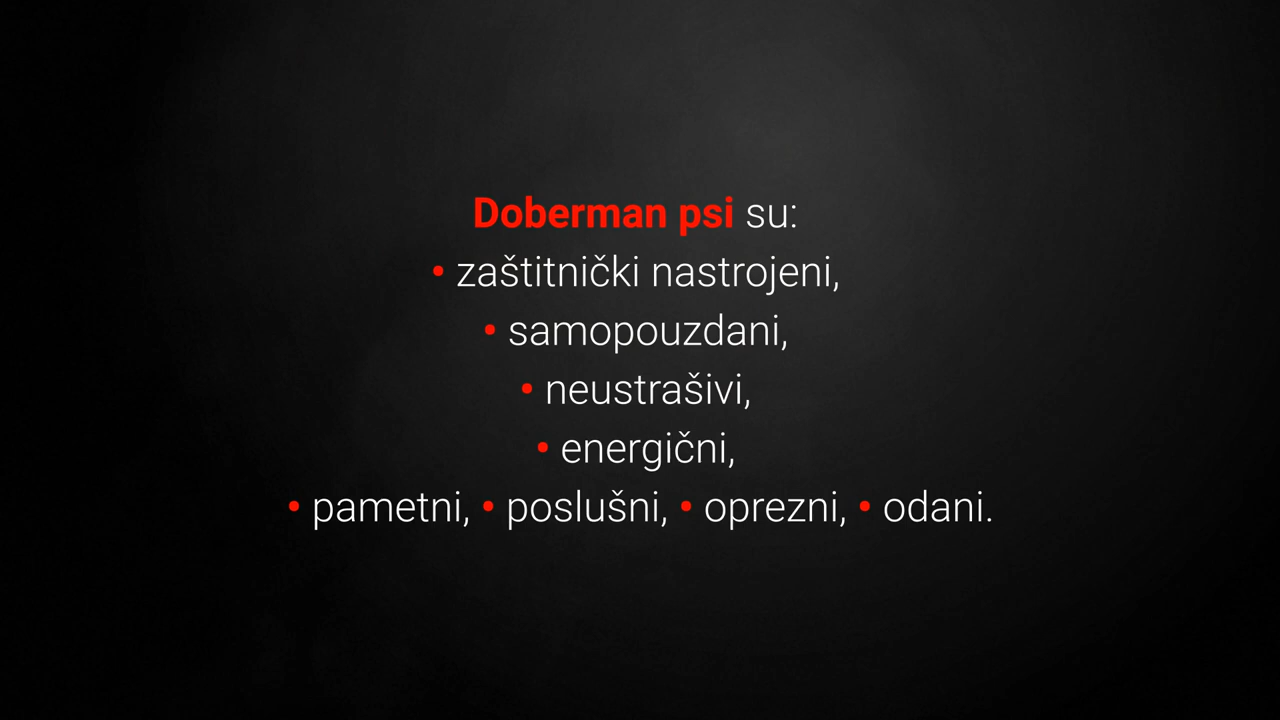 Doberman psi su:
• zaštitnički nastrojeni,
• samopouzdani,
• neustrašivi,
• energični,
• pametni, • poslušni, • oprezni, • odani.